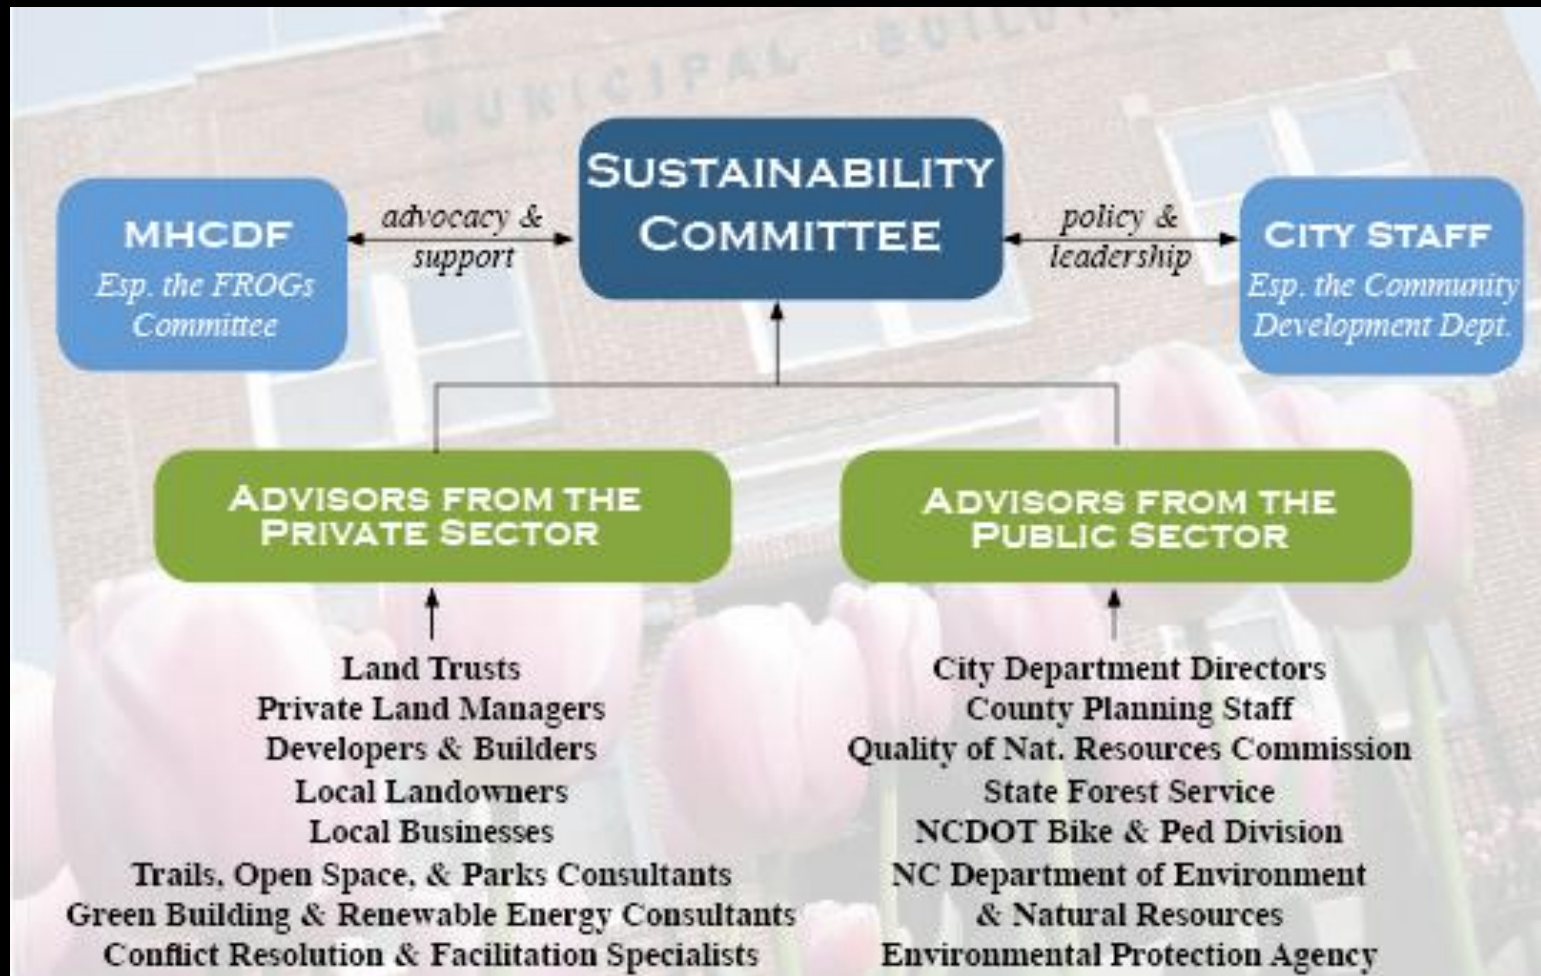 MUNICIPAL BUILDING
SUSTAINABILITY
COMMITTEE
MHCDF
Esp. the FROGs
Committee
advocacy &
support
policy &
leadership
CITY STAFF
Esp. the Community
Development Dept.
ADVISORS FROM THE
PRIVATE SECTOR
ADVISORS FROM THE
PUBLIC SECTOR
Land Trusts
Private Land Managers
Developers & Builders
Local Landowners
Local Businesses
Trails, Open Space, & Parks Consultants
Green Building & Renewable Energy Consultants
Conflict Resolution & Facilitation Specialists
City Department Directors
County Planning Staff
Quality of Nat. Resources Commission
State Forest Service
NCDOT Bike & Ped Division
NC Department of Environment
& Natural Resources
Environmental Protection Agency